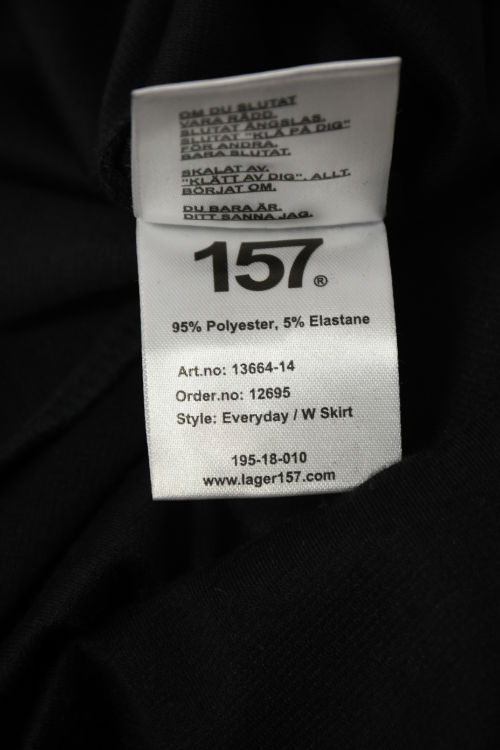 OM DU SLUTAT
VARA RÄDD.
SLUTAT ÄNGSLAS.
SLUTAT "KLÄ PÅ DIG"
FÖR ANDRA.
BARA SLUTAT.
SKALAT AV.
"KLÄTT AV DIG". ALLT.
BÖRJAT OM.
DU BARA ÄR.
DITT SANNA JAG.
157®
95% Polyester, 5% Elastane
Art.no: 13664-14
Order.no: 12695
Style: Everyday / W Skirt
195-18-010
www.lager157.com